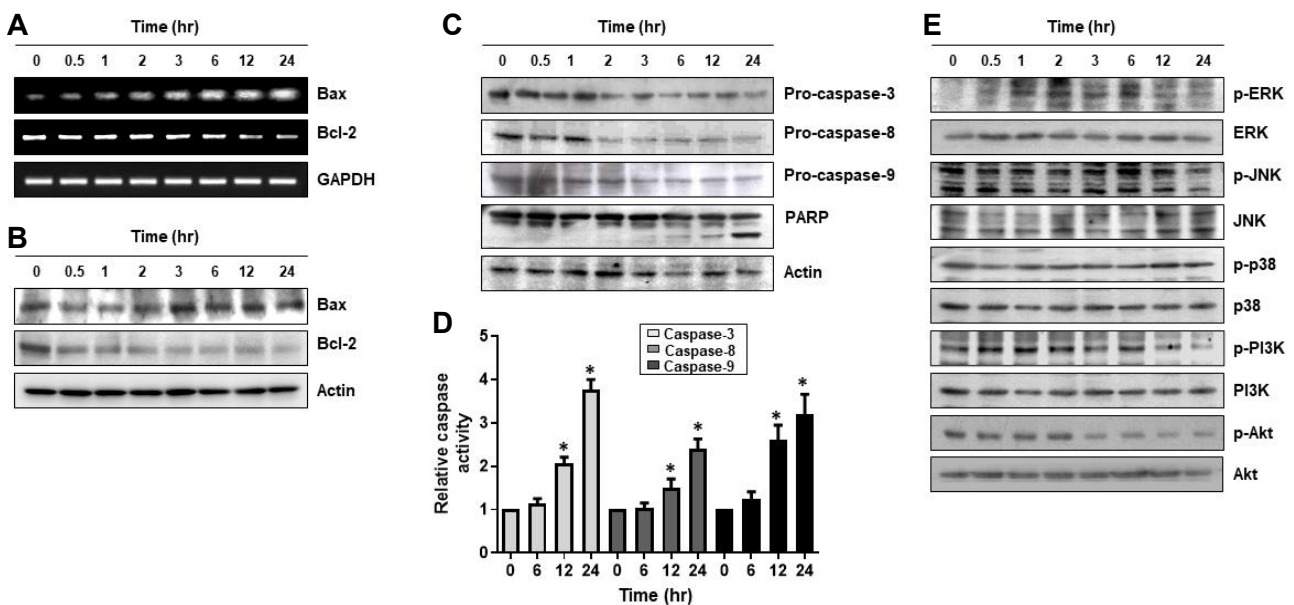 A
Time (hr)
0 0.5 1 2 3 6 12 24
Bax
Bcl-2
GAPDH
B
Time (hr)
0 0.5 1 2 3 6 12 24
Bax
Bcl-2
Actin
C
Time (hr)
0 0.5 1 2 3 6 12 24
Pro-caspase-3
Pro-caspase-8
Pro-caspase-9
PARP
Actin
D
Caspase-3
Caspase-8
Caspase-9
Relative caspase
activity
5
4
3
2
1
0
* * * * * *
0 6 12 24 0 6 12 24 0 6 12 24
Time (hr)
E
Time (hr)
0 0.5 1 2 3 6 12 24
p-ERK
ERK
p-JNK
JNK
p-p38
p38
p-PI3K
PI3K
p-Akt
Akt